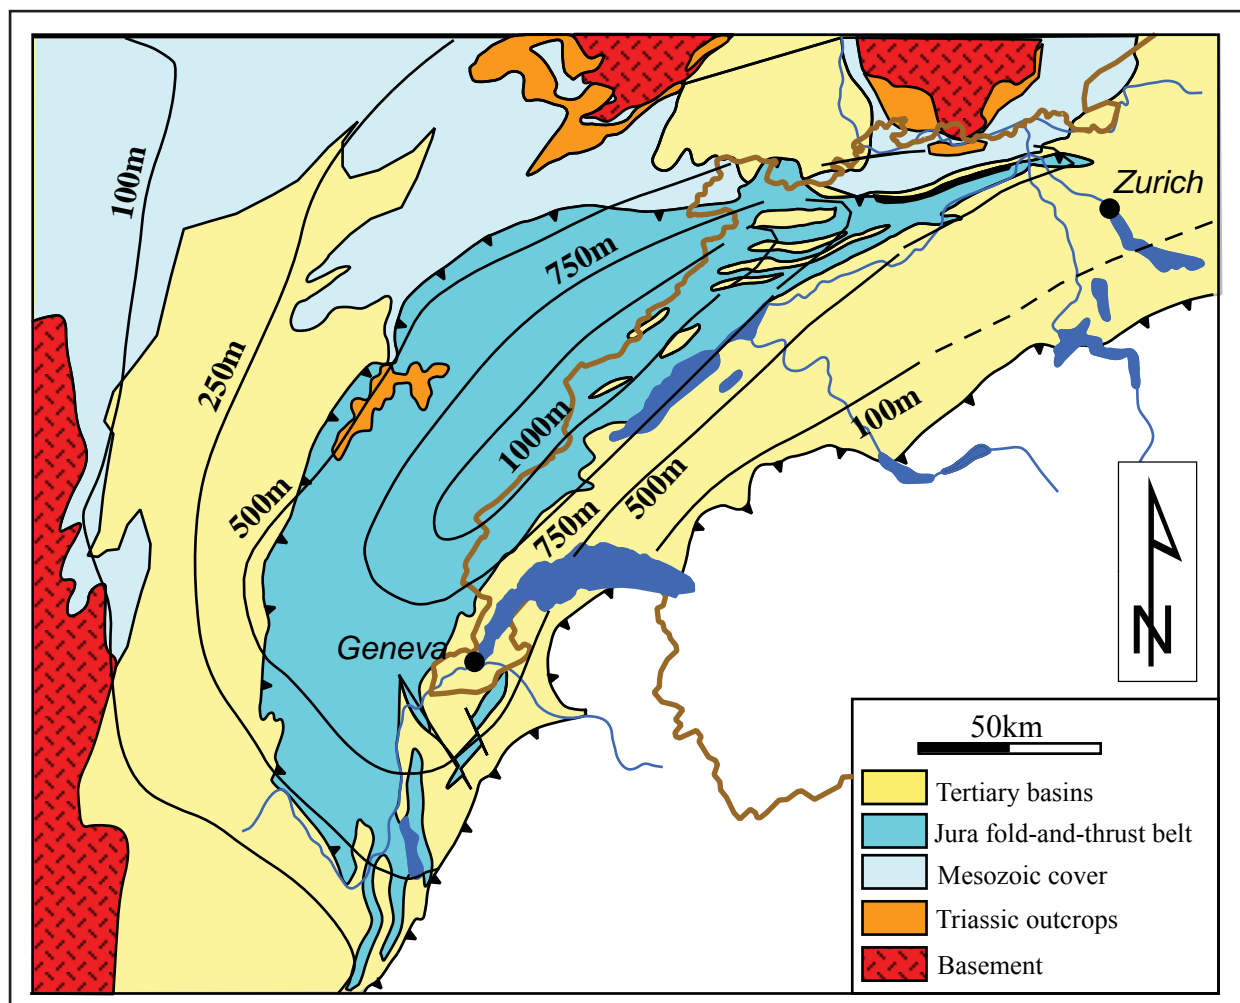 100m
750m
Zurich
250m
1000m
100m
500m
500m
750m
N
Geneva
50km
Tertiary basins
Jura fold-and-thrust belt
Mesozoic cover
Triassic outcrops
Basement